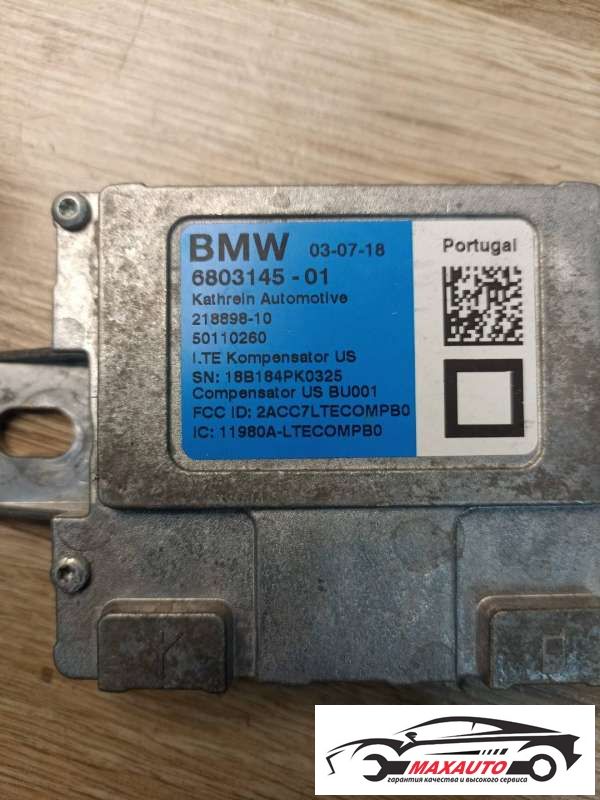 BMW 03-07-18
6803145 - 01
Kathrein Automotive
218898-10
50110260
LTE Kompensator US
SN: 18B184PK0325
Compensator US BU001
FCC ID: 2ACC7LTECOMPB0
IC: 11980A-LTECOMPB0
Portugal
K
D
MAXAUTO
гарантия качества и высокого сервиса